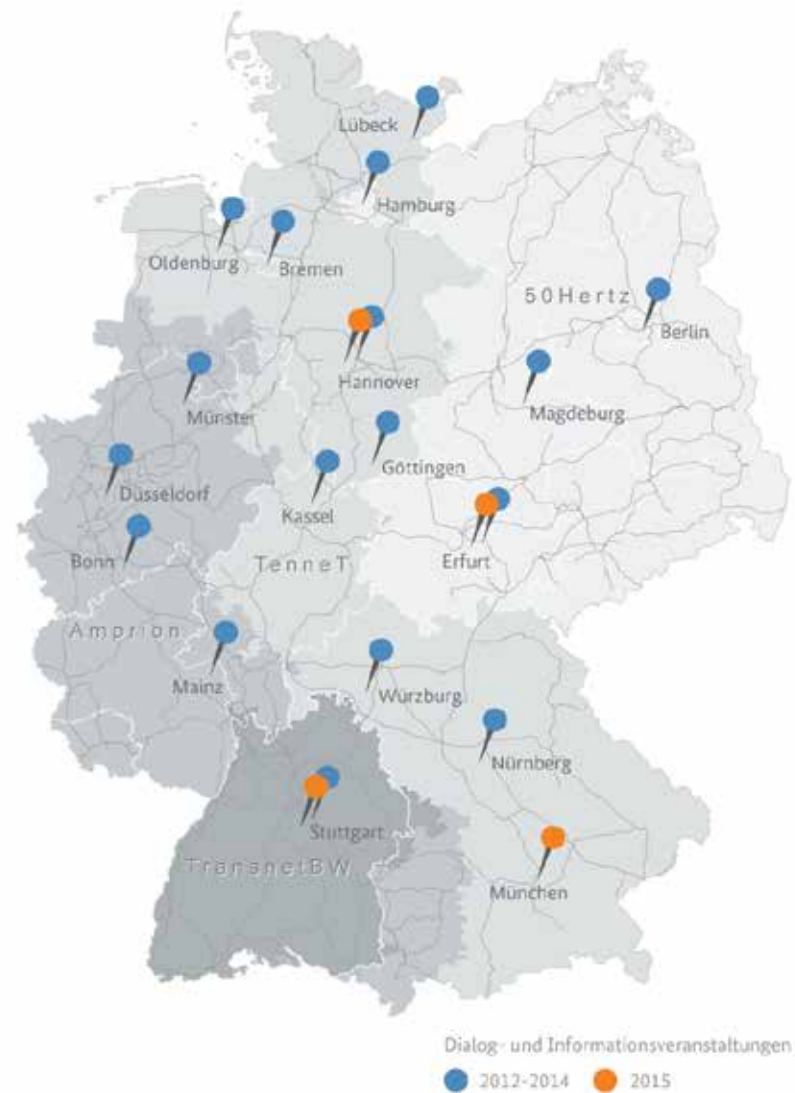 Lübeck
Hamburg
Oldenburg
Bremen
50Hertz
Berlin
Hannover
Münster
Magdeburg
Göttingen
Düsseldorf
Kassel
Bonn
TenneT
Erfurt
Amprion
Mainz
Würzburg
Nürnberg
Stuttgart
TransnetBW
München
Dialog- und Informationsveranstaltungen
2012-2014 2015